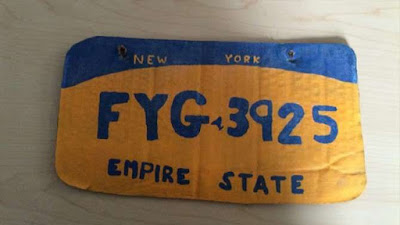 NEW YORK
FYG 3925
EMPIRE STATE